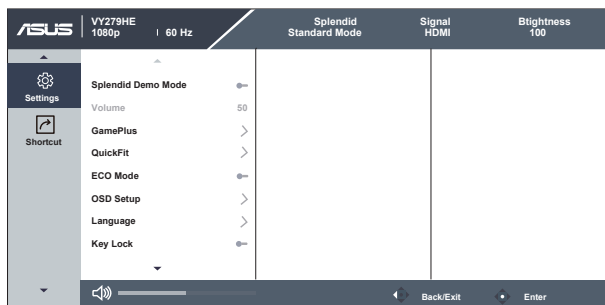 ASUS
VY279HE
1080p | 60 Hz
Splendid
Standard Mode
Signal
HDMI
Btightness
100
Settings
Shortcut
Splendid Demo Mode
Volume 50
GamePlus
QuickFit
ECO Mode
OSD Setup
Language
Key Lock
Back/Exit
Enter